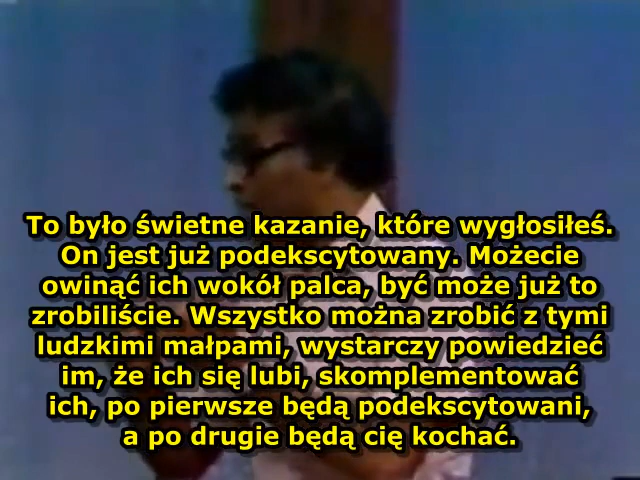 To było świetne kazanie, które wygłosiłeś.
On jest już podekscytowany. Możecie
owinąć ich wokół palca, być może już to
zrobiliście. Wszystko można zrobić z tymi
ludzkimi małpami, wystarczy powiedzieć
im, że ich się lubi, skomplementować
ich, po pierwsze będą podekscytowani,
a po drugie będą cię kochać.